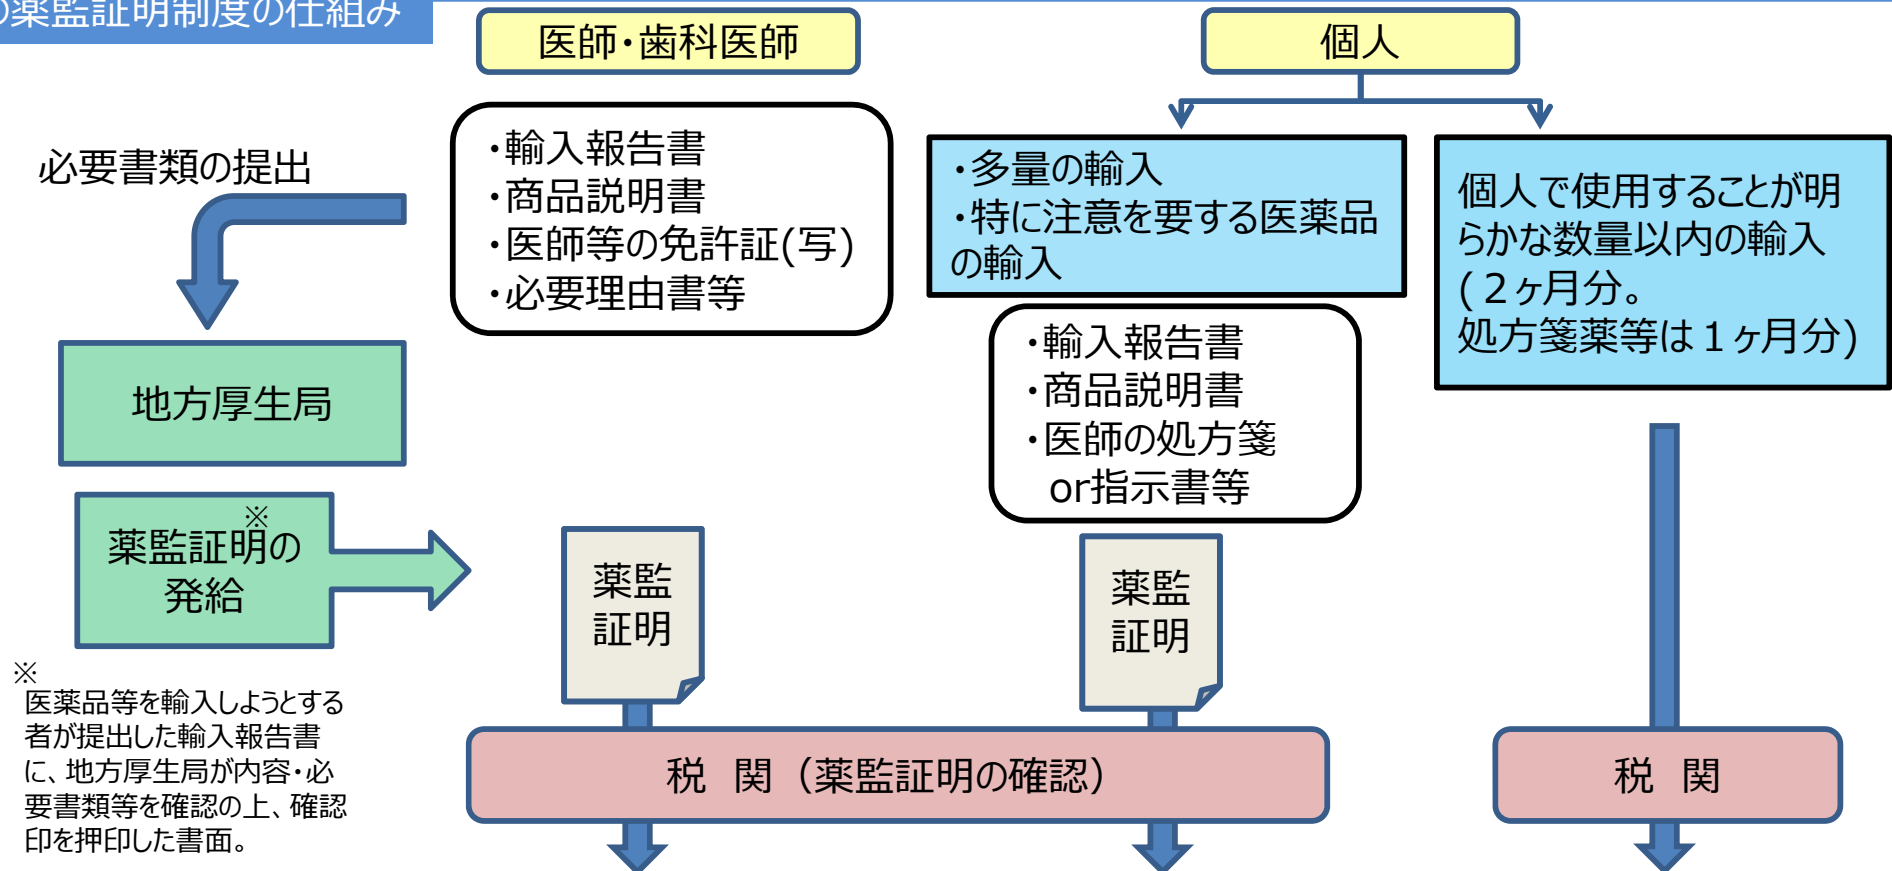 の薬監証明制度の仕組み
医師・歯科医師
個人
必要書類の提出
・輸入報告書
・商品説明書
・医師等の免許証(写)
・必要理由書等
・多量の輸入
・特に注意を要する医薬品
の輸入
個人で使用することが明
らかな数量以内の輸入
(２ヶ月分。
処方箋薬等は１ヶ月分)
・輸入報告書
・商品説明書
・医師の処方箋
or指示書等
地方厚生局
※
薬監証明の
発給
薬監
証明
薬監
証明
※
医薬品等を輸入しようとする
者が提出した輸入報告書
に、地方厚生局が内容・必
要書類等を確認の上、確認
印を押印した書面。
税　関（薬監証明の確認）
税　関